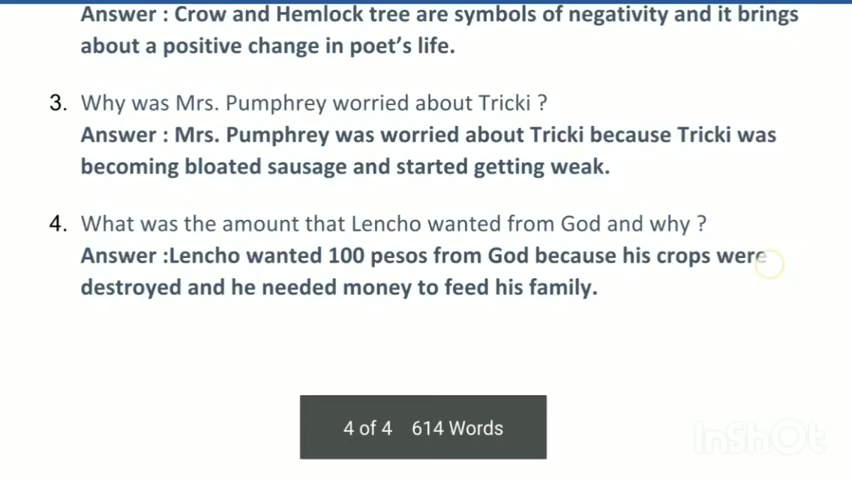 Answer : Crow and Hemlock tree are symbols of negativity and it brings
about a positive change in poet's life.
3. Why was Mrs. Pumphrey worried about Tricki ?
Answer : Mrs. Pumphrey was worried about Tricki because Tricki was
becoming bloated sausage and started getting weak.
4. What was the amount that Lencho wanted from God and why ?
Answer :Lencho wanted 100 pesos from God because his crops were
destroyed and he needed money to feed his family.
4 of 4 614 Words
InShOt